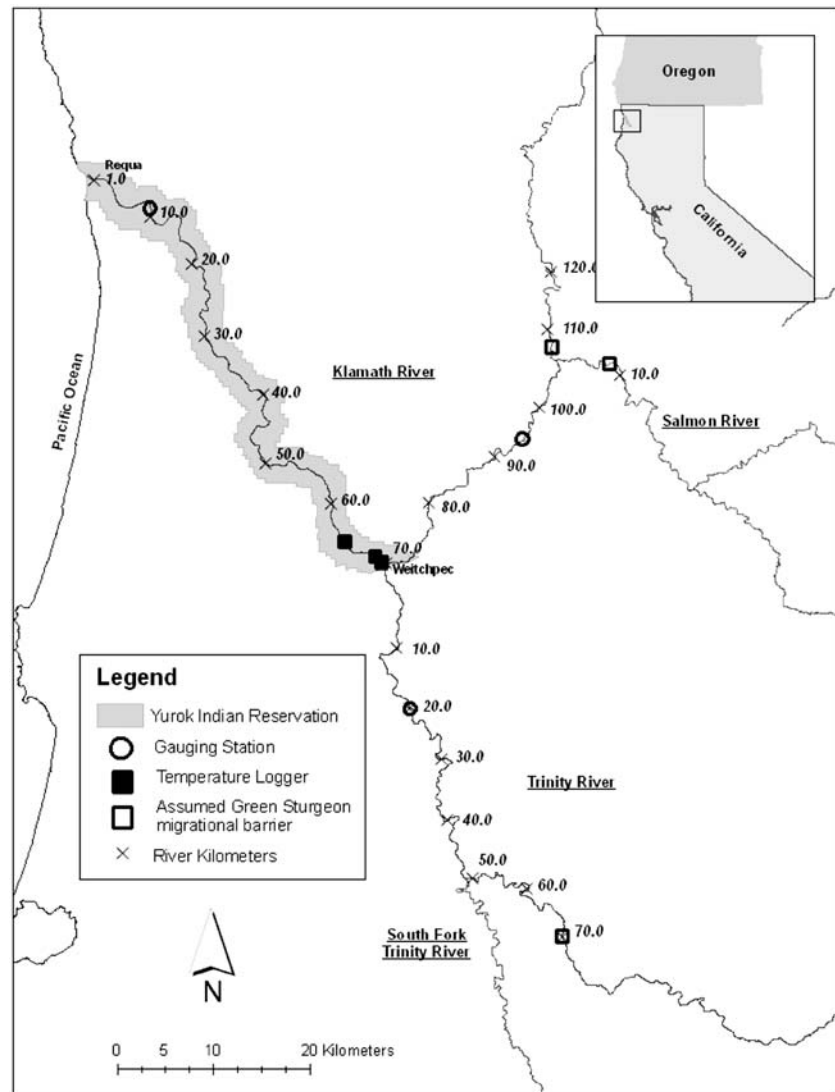 Oregon
California
Requa
1.0
10.0
20.0
30.0
40.0
50.0
60.0
70.0
Weitchpec
80.0
90.0
100.0
110.0
120.0
Klamath River
Pacific Ocean
10.0
Salmon River
10.0
20.0
30.0
40.0
50.0
60.0
70.0
Trinity River
South Fork
Trinity River
Legend
Yurok Indian Reservation
Gauging Station
Temperature Logger
Assumed Green Sturgeon
migrational barrier
River Kilometers
N
0 5 10 20 Kilometers